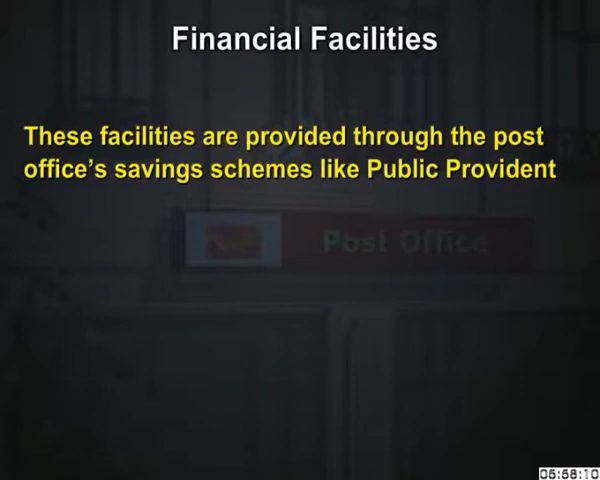 Financial Facilities
These facilities are provided through the post
office's savings schemes like Public Provident
Post Office
05:58:10